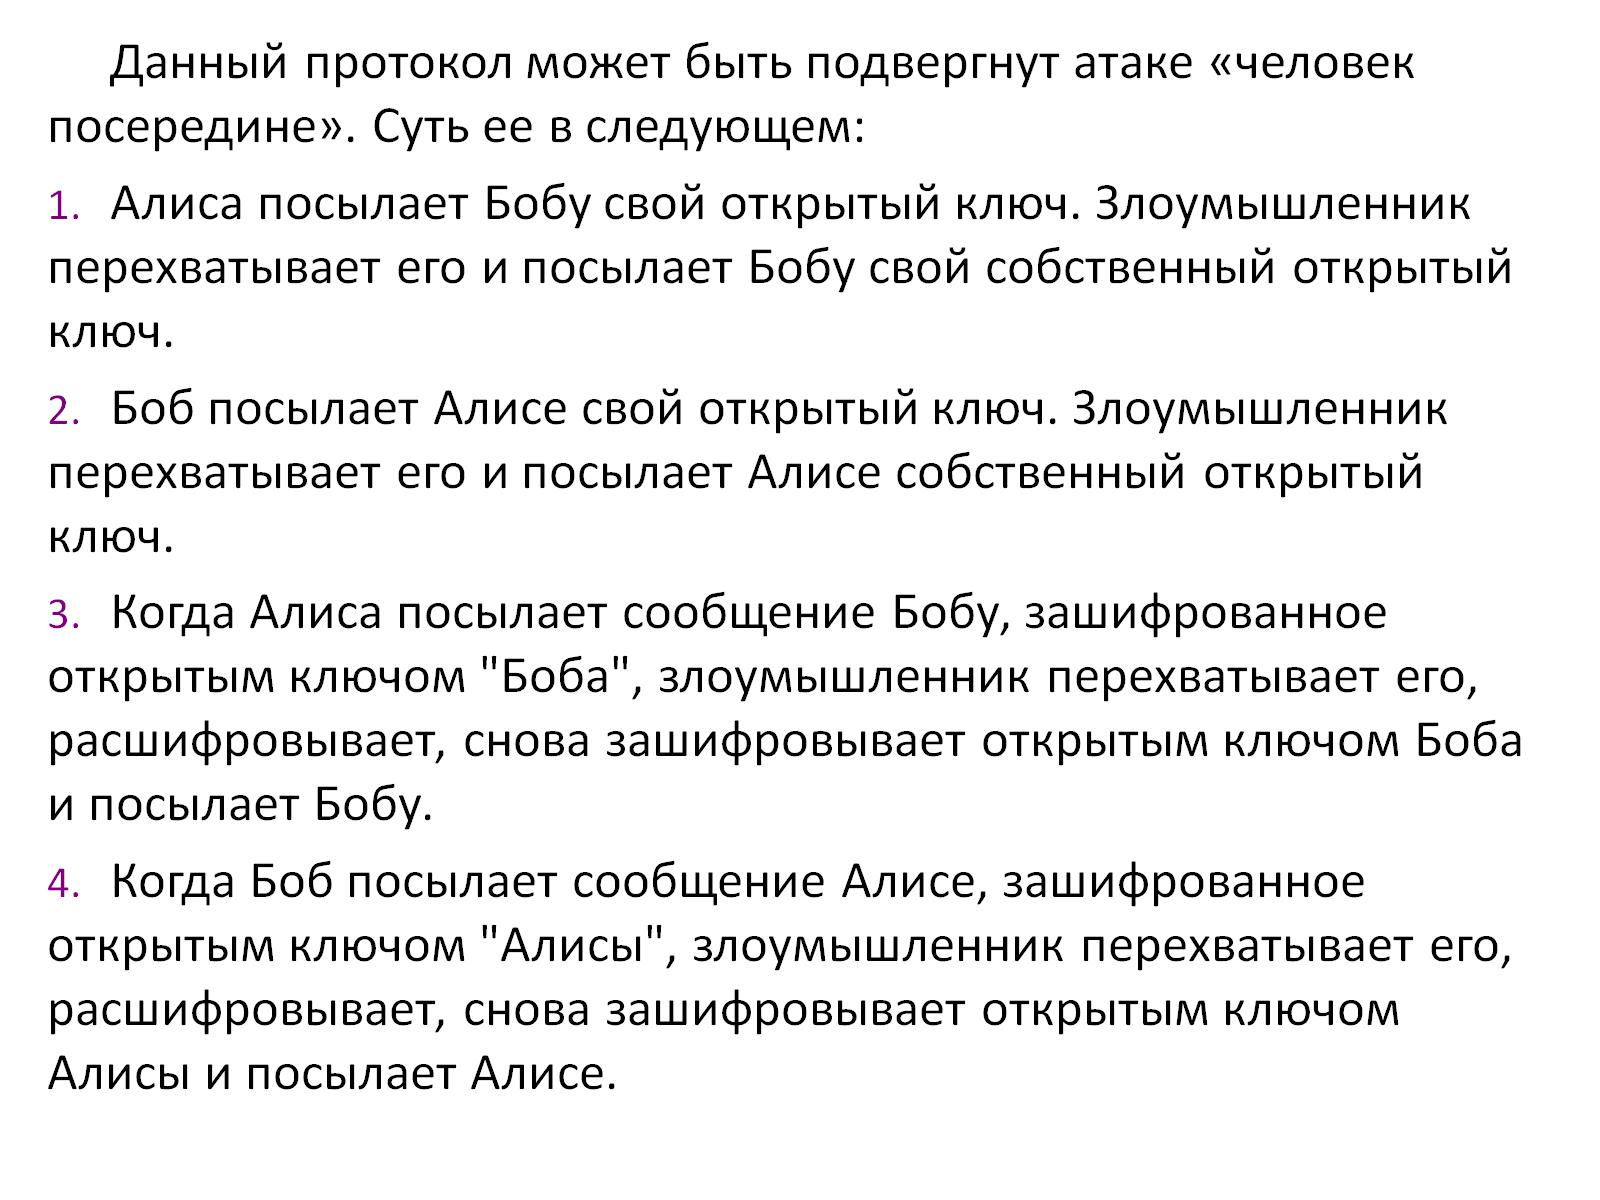 Данный протокол может быть подвергнут атаке «человек
посередине». Суть ее в следующем:
1. Алиса посылает Бобу свой открытый ключ. Злоумышленник
перехватывает его и посылает Бобу свой собственный открытый
ключ.
2. Боб посылает Алисе свой открытый ключ. Злоумышленник
перехватывает его и посылает Алисе собственный открытый
ключ.
3. Когда Алиса посылает сообщение Бобу, зашифрованное
открытым ключом "Боба", злоумышленник перехватывает его,
расшифровывает, снова зашифровывает открытым ключом Боба
и посылает Бобу.
4. Когда Боб посылает сообщение Алисе, зашифрованное
открытым ключом "Алисы", злоумышленник перехватывает его,
расшифровывает, снова зашифровывает открытым ключом
Алисы и посылает Алисе.